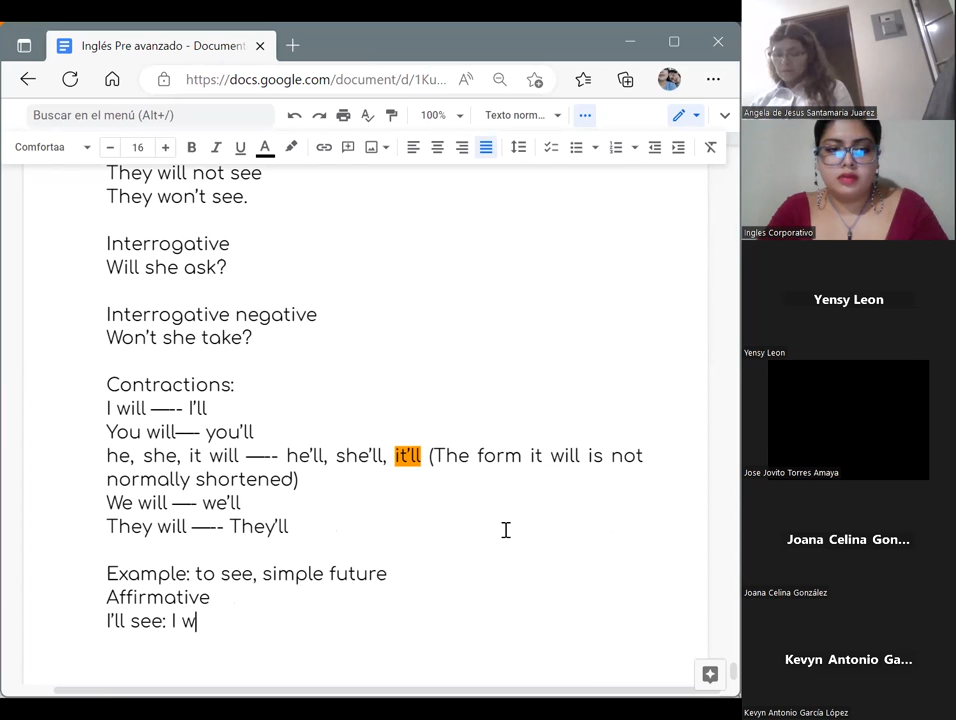 Inglés Pre avanzado - Document
https://docs.google.com/document/d/1Ku...
Buscar en el menú (Alt+/)
100%
Texto norm...
Comfortaa
16
They will not see
They won't see.
Interrogative
Will she ask?
Interrogative negative
Won't she take?
Contractions:
I will —-- I'll
You will—- you'll
he, she, it will —-- he'll, she'll, it'll (The form it will is not
normally shortened)
We will —- we'll
They will —-- They'll
Example: to see, simple future
Affirmative
I'll see: I w
Angela de Jesus Santamaria Juarez
Ingles Corporativo
Yensy Leon
Yensy Leon
Jose Jovito Torres Amaya
Joana Celina Gon...
Joana Celina González
Kevyn Antonio Ga...
Kevyn Antonio García López